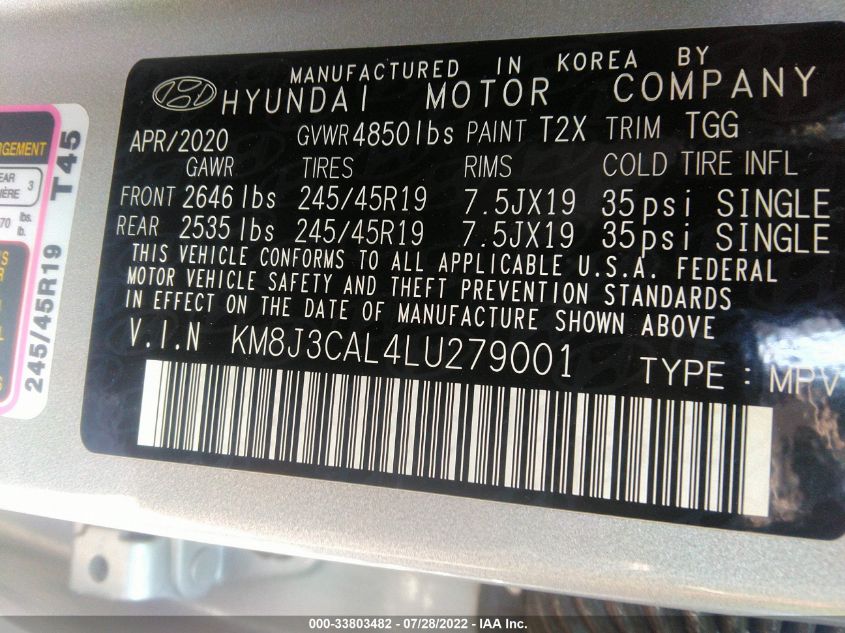 MANUFACTURED IN KOREA BY
HYUNDAI MOTOR COMPANY
APR/2020 GVWR 4850 lbs PAINT T2X TRIM TGG
GAWR TIRES RIMS COLD TIRE INFL
FRONT 2646 lbs 245/45R19 7.5JX19 35psi SINGLE
REAR 2535 lbs 245/45R19 7.5JX19 35psi SINGLE
THIS VEHICLE CONFORMS TO ALL APPLICABLE U.S.A. FEDERAL
MOTOR VEHICLE SAFETY AND THEFT PREVENTION STANDARDS
IN EFFECT ON THE DATE OF MANUFACTURE SHOWN ABOVE
V.I.N KM8J3CAL4LU279001
TYPE : MPV
3
lbs.
lb.
245/45R19 T45
000-33803482 - 07/28/2022 - IAA Inc.